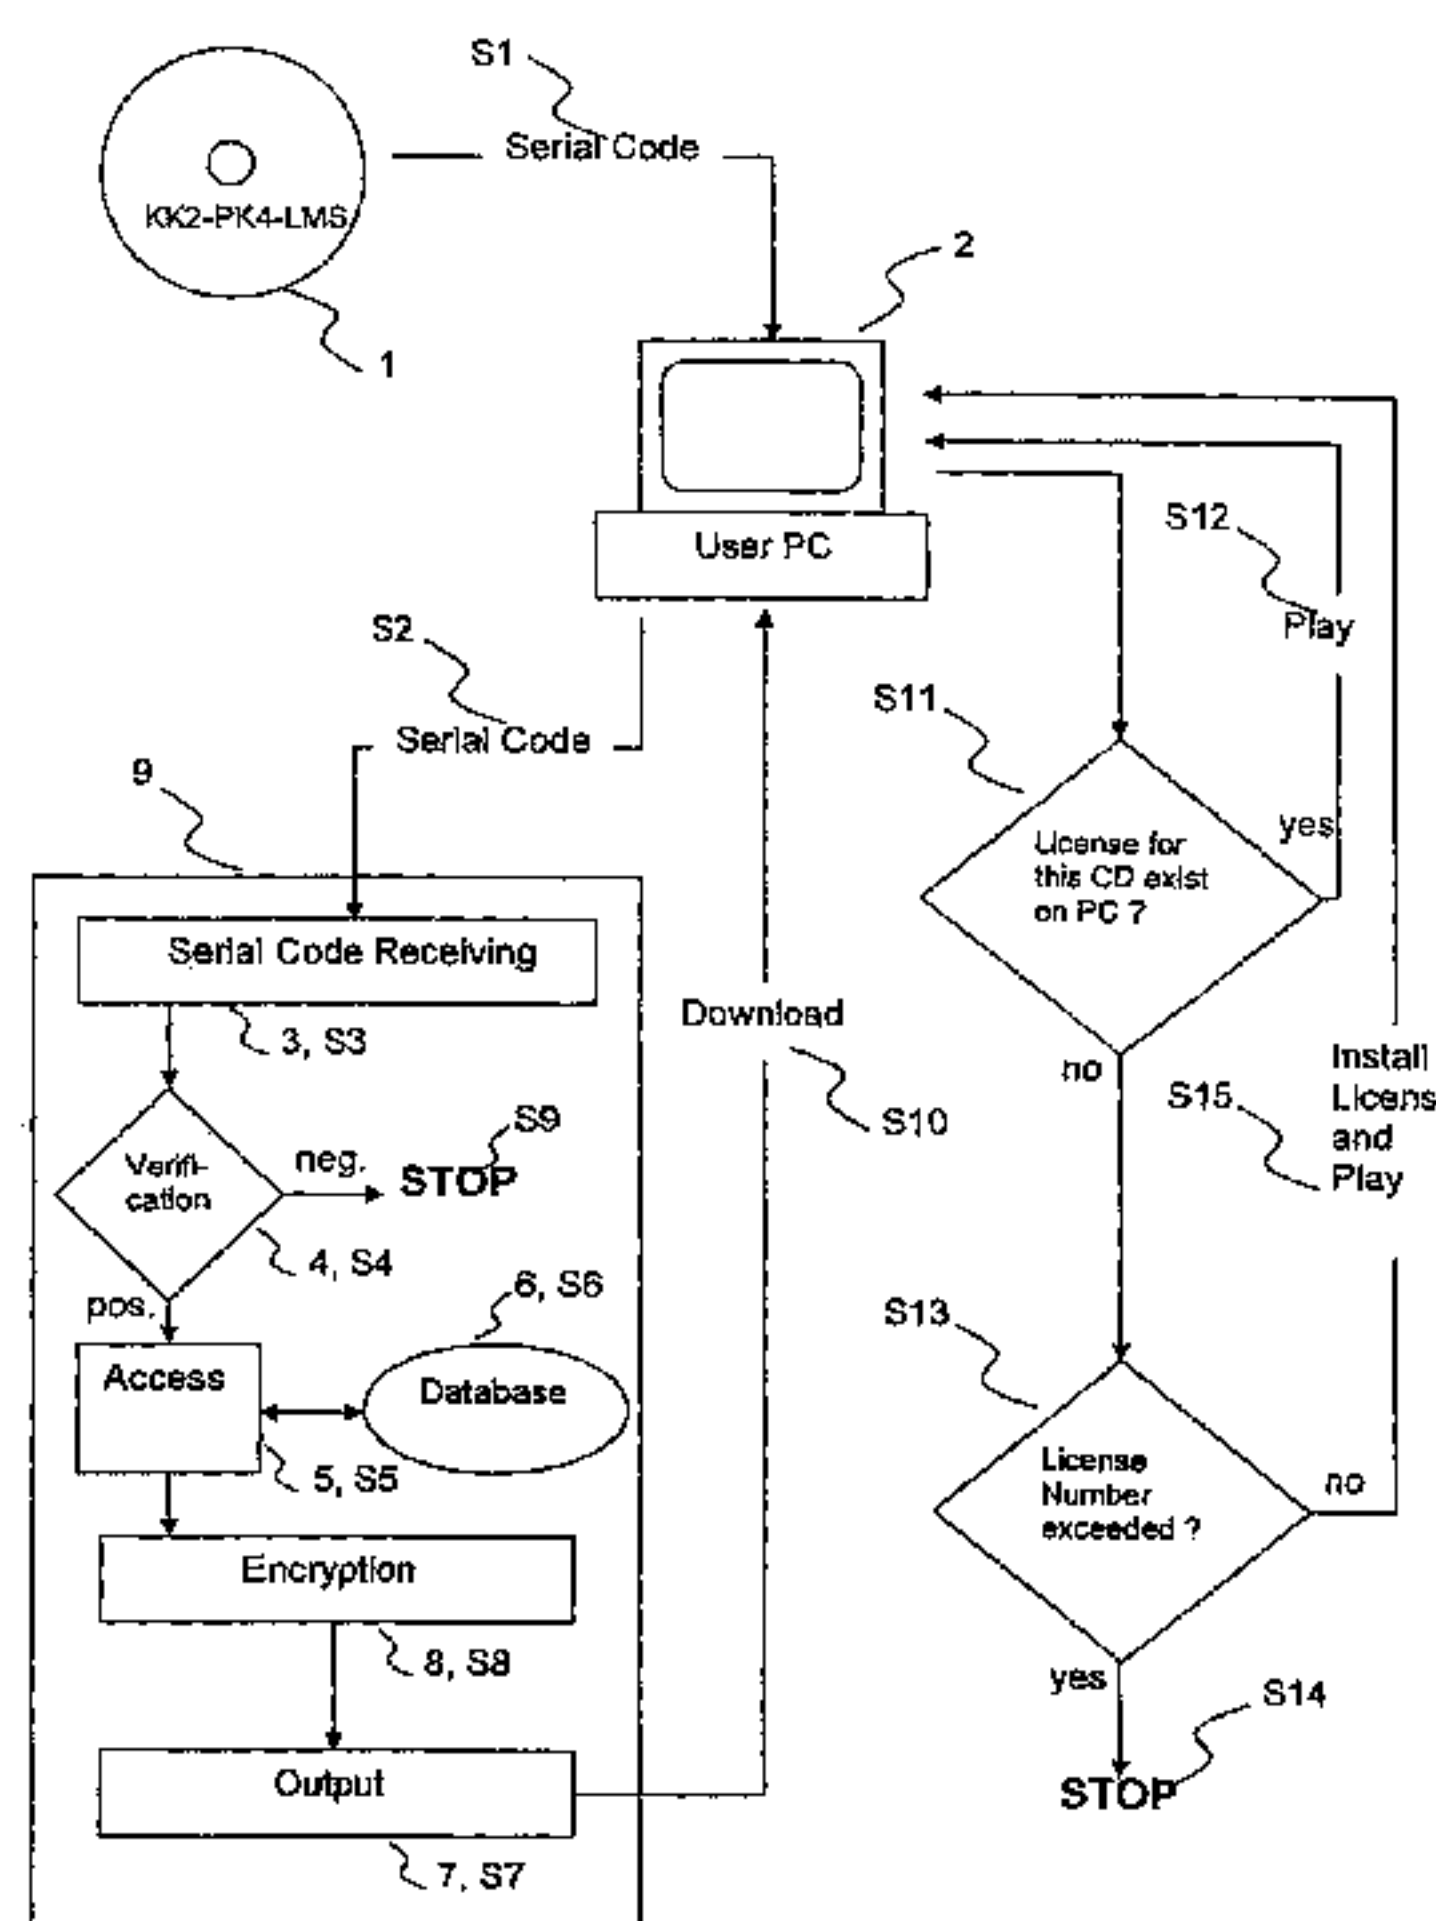 S1
Serial Code
KK2-PK4-LMS
1
2
User PC
S12
Play
S2
Serial Code
S11
9
License for
this CD exist
on PC ?
yes
Serial Code Receiving
3, S3
Download
S10
no
S15
Install
Licens
and
Play
Verifi-
cation
neg.
STOP
S9
4, S4
pos.
6, S6
Access
Database
5, S5
S13
License
Number
exceeded ?
no
Encryption
8, S8
yes
S14
STOP
Output
7, S7